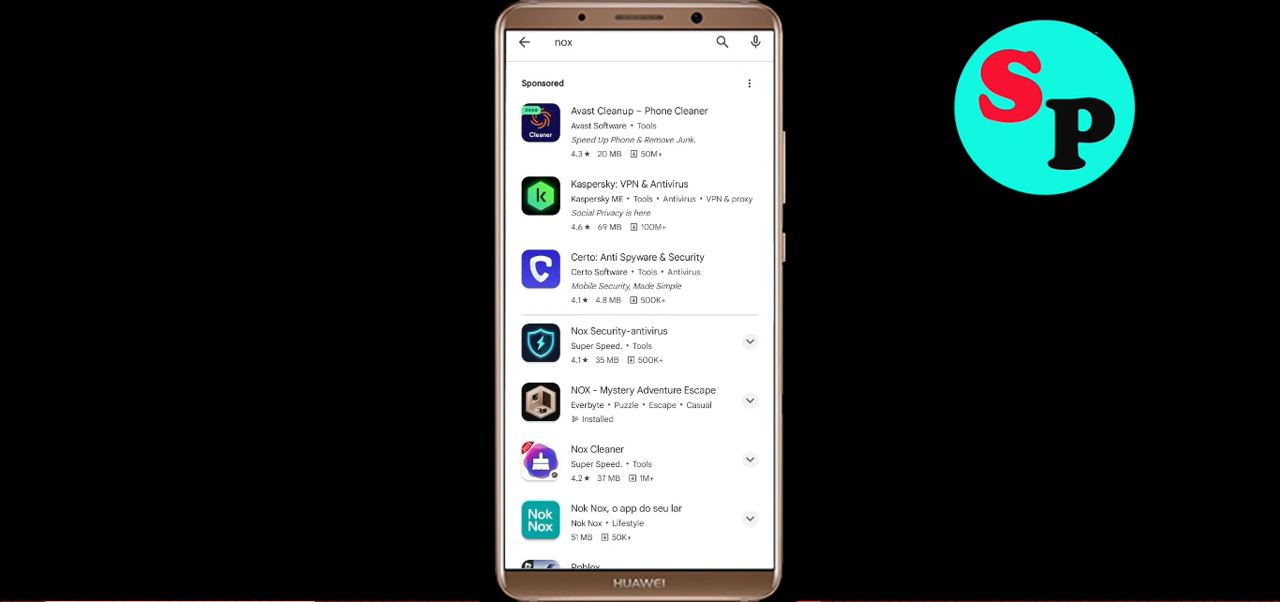 nox
Sponsored
Avast Cleanup – Phone Cleaner
Avast Software • Tools
Speed Up Phone & Remove Junk.
4.3★ 20 MB 50M+
Cleaner
Kaspersky: VPN & Antivirus
Kaspersky ME • Tools • Antivirus • VPN & proxy
Social Privacy is here
4.6★ 69 MB 100M+
k
Certo: Anti Spyware & Security
Certo Software • Tools • Antivirus
Mobile Security, Made Simple
4.1★ 4.8 MB 500K+
Nox Security-antivirus
Super Speed. • Tools
4.1★ 35 MB 500K+
NOX - Mystery Adventure Escape
Everbyte • Puzzle • Escape • Casual
Installed
Nox Cleaner
Super Speed. • Tools
4.2★ 37 MB 1M+
Nok Nox, o app do seu lar
Nok Nox • Lifestyle
51 MB 50K+
Nok
Nox
Roblox
HUAWEI
SP